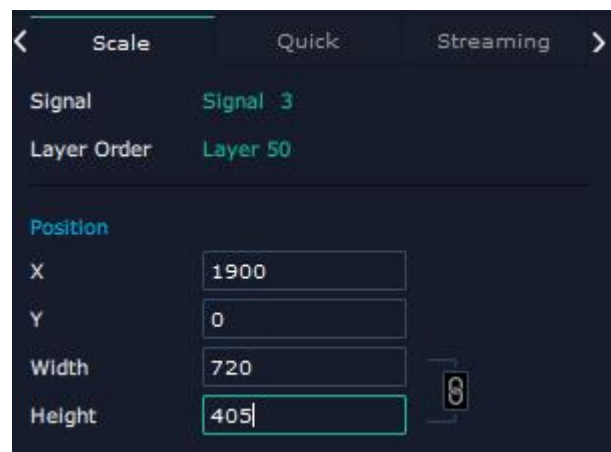 Scale Quick Streaming
Signal Signal 3
Layer Order Layer 50
Position
X 1900
Y 0
Width 720
Height 405